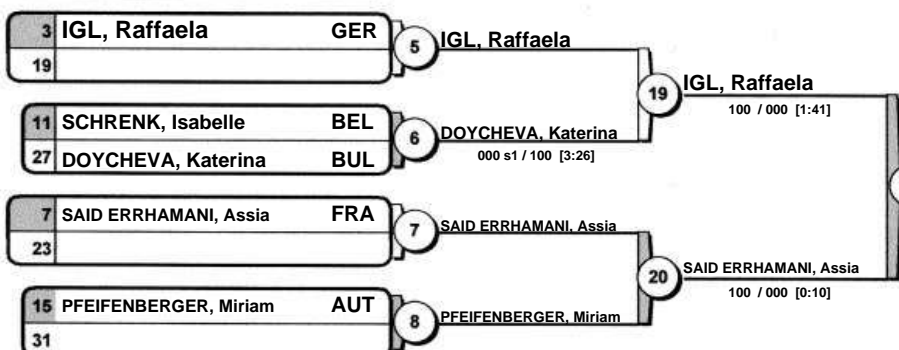 3 IGL, Raffaela GER
19
5
IGL, Raffaela
11 SCHRENK, Isabelle BEL
27 DOYCHEVA, Katerina BUL
6
DOYCHEVA, Katerina
000 s1 / 100 [3:26]
19
IGL, Raffaela
100 / 000 [1:41]
7 SAID ERRHAMANI, Assia FRA
23
7
SAID ERRHAMANI, Assia
15 PFEIFENBERGER, Miriam AUT
31
8
PFEIFENBERGER, Miriam
20
SAID ERRHAMANI, Assia
100 / 000 [0:10]